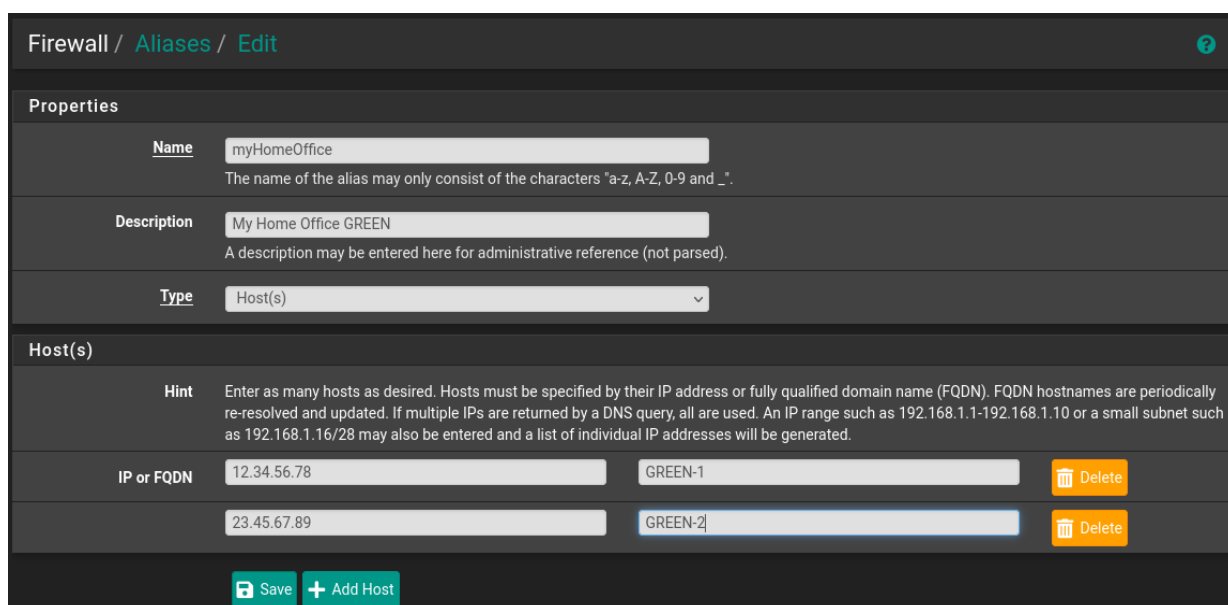 Firewall / Aliases / Edit
Properties
Name
myHomeOffice
The name of the alias may only consist of the characters "a-z, A-Z, 0-9 and _".
Description
My Home Office GREEN
A description may be entered here for administrative reference (not parsed).
Type
Host(s)
Host(s)
Hint
Enter as many hosts as desired. Hosts must be specified by their IP address or fully qualified domain name (FQDN). FQDN hostnames are periodically
re-resolved and updated. If multiple IPs are returned by a DNS query, all are used. An IP range such as 192.168.1.1-192.168.1.10 or a small subnet such
as 192.168.1.16/28 may also be entered and a list of individual IP addresses will be generated.
IP or FQDN
12.34.56.78
GREEN-1
Delete
23.45.67.89
GREEN-2
Delete
Save
Add Host